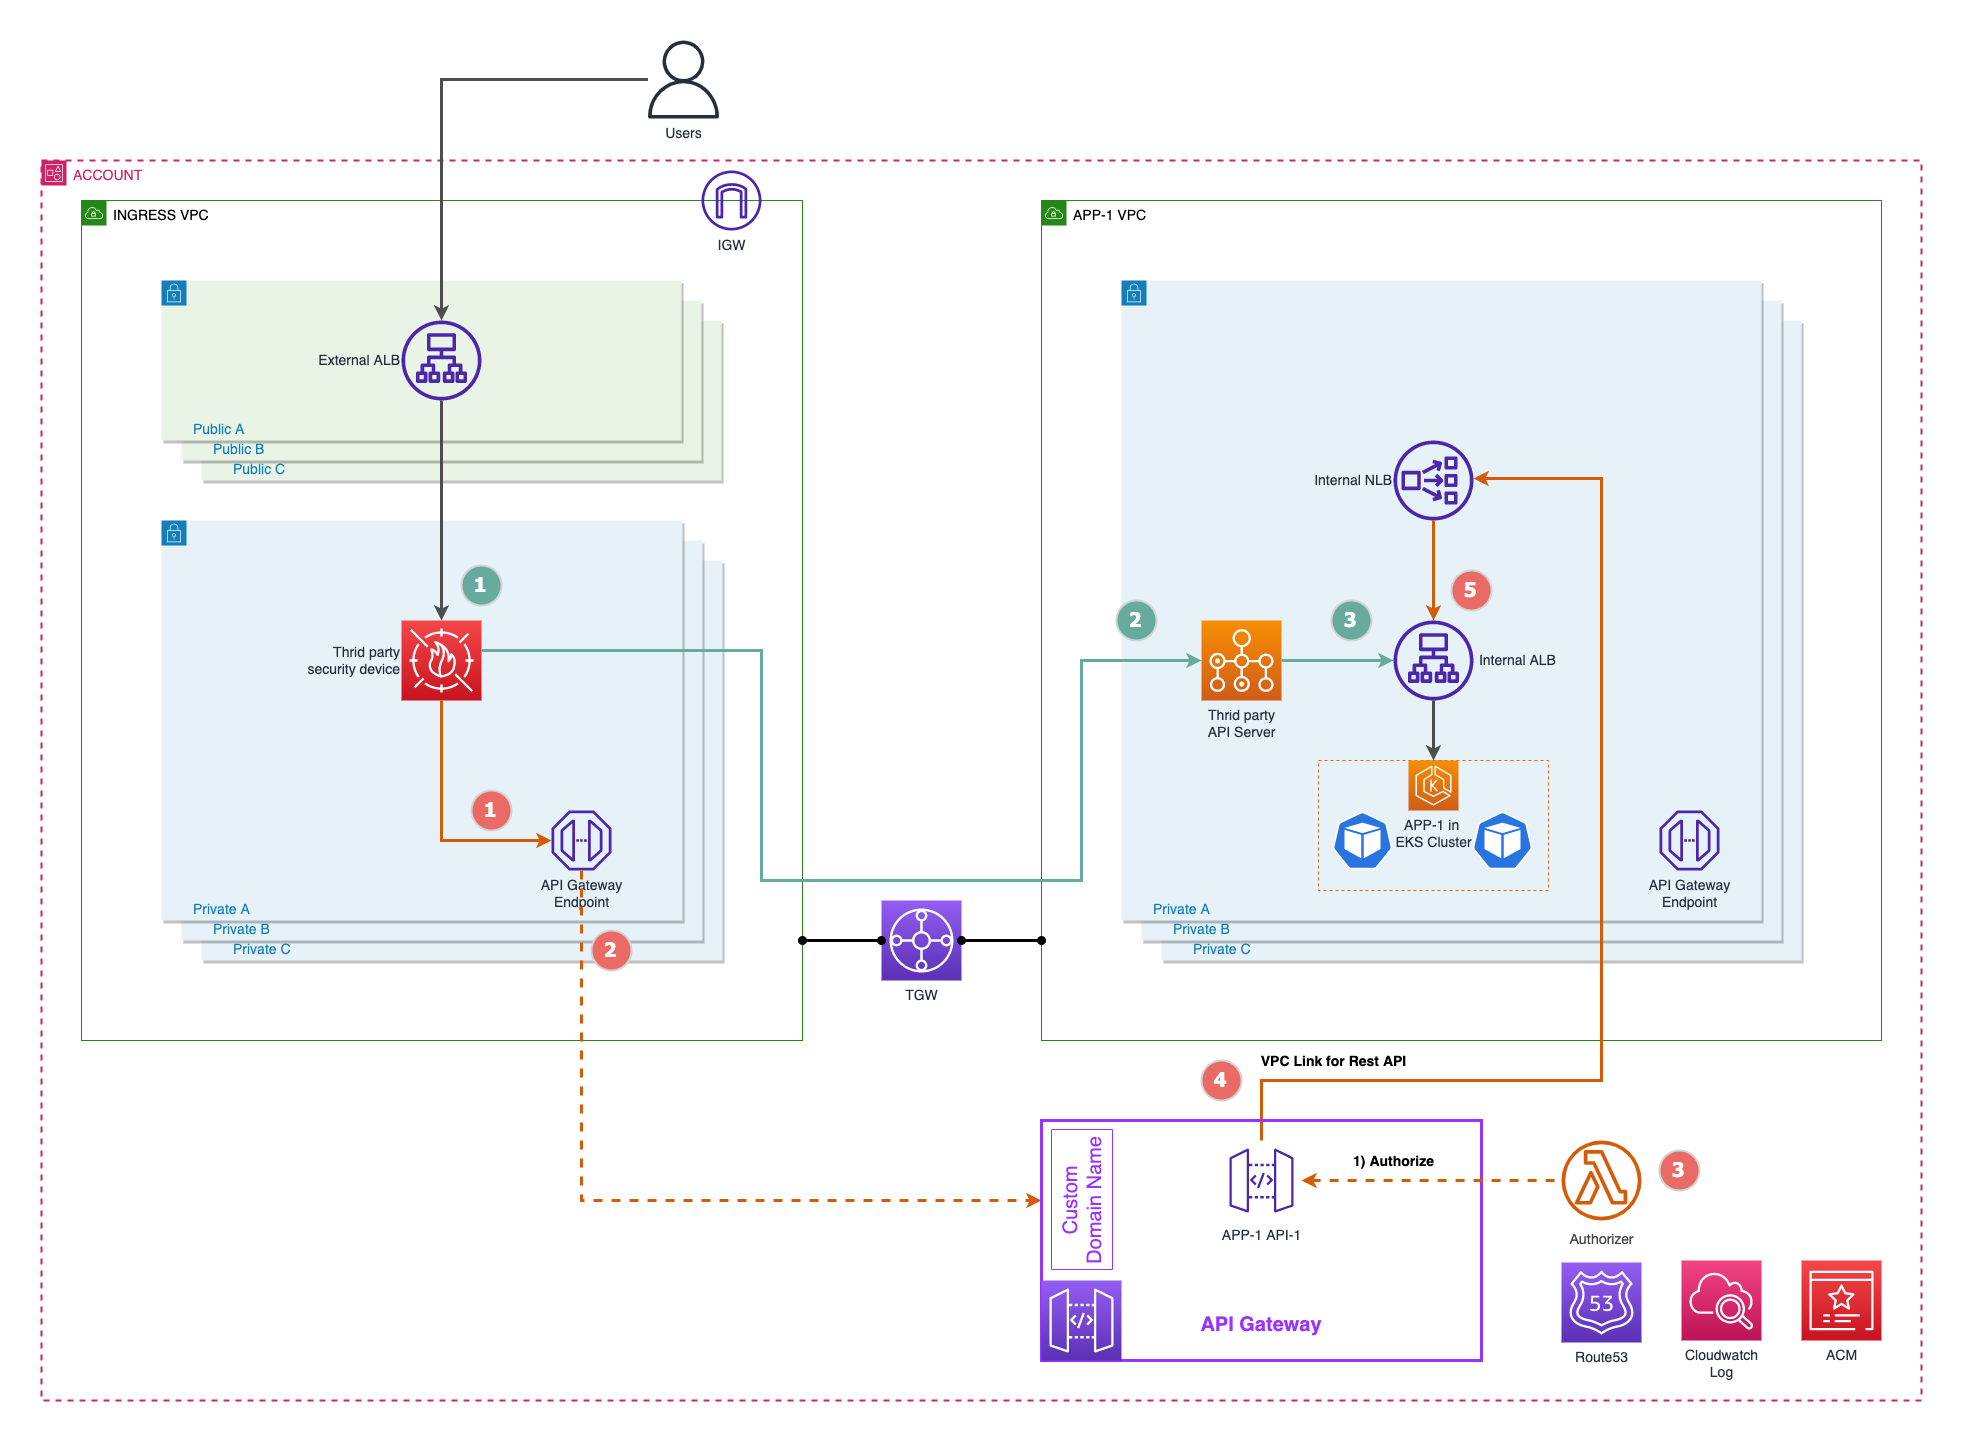 Users
ACCOUNT
INGRESS VPC
IGW
External ALB
Public A
Public B
Public C
1
Thrid party
security device
1
API Gateway
Endpoint
Private A
Private B
Private C
2
TGW
APP-1 VPC
Internal NLB
5
2
3
Internal ALB
Thrid party
API Server
K
APP-1 in
EKS Cluster
API Gateway
Endpoint
Private A
Private B
Private C
VPC Link for Rest API
4
Custom
Domain Name
</>
APP-1 API-1
1) Authorize
3
Authorizer
</>
API Gateway
53
Route53
Cloudwatch
Log
ACM